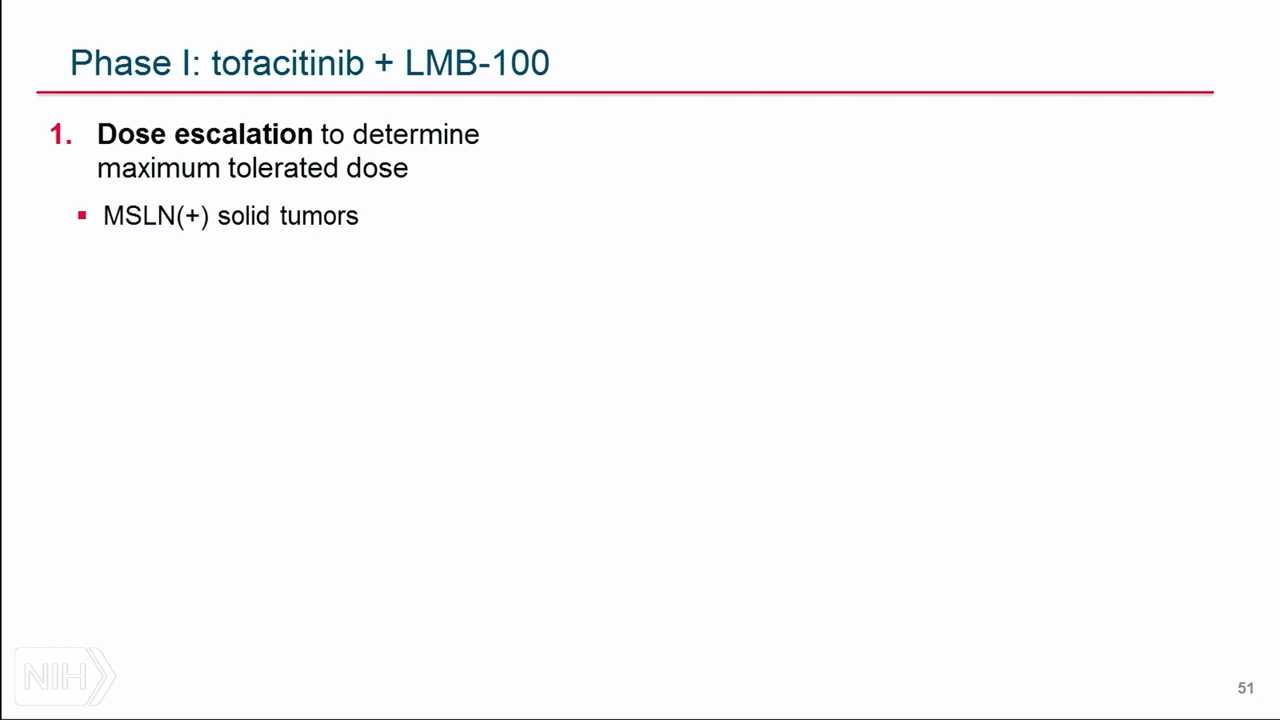 Phase I: tofacitinib + LMB-100
1. Dose escalation to determine
maximum tolerated dose
▪ MSLN(+) solid tumors
NIH
51